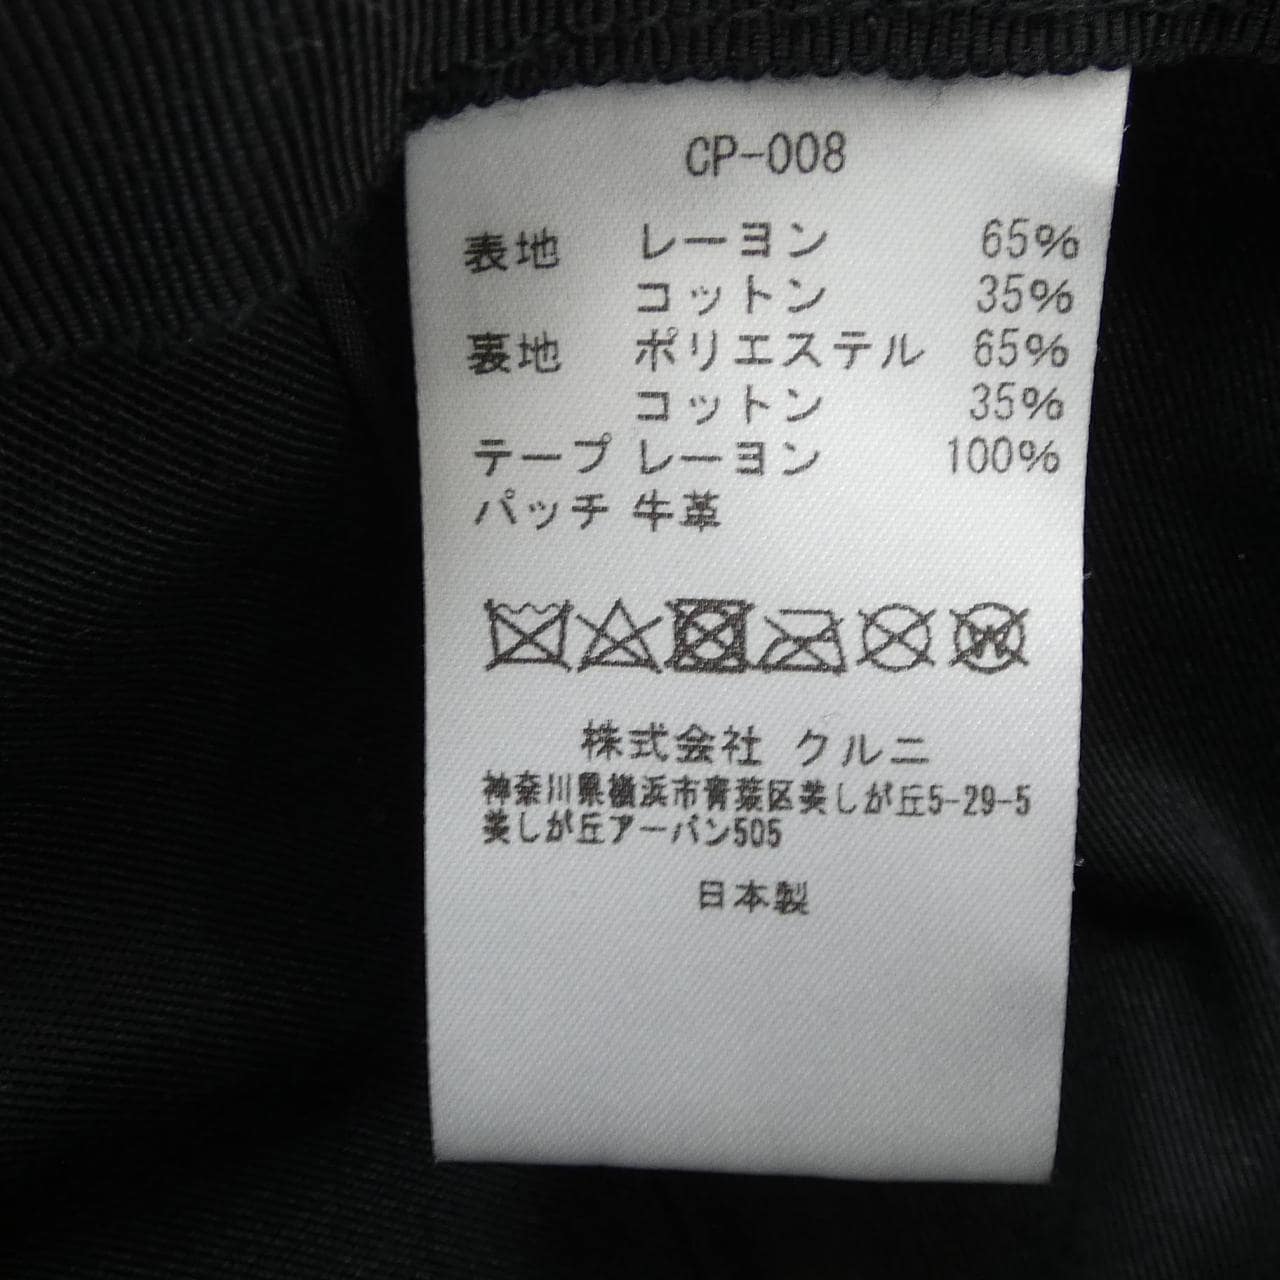 CP-008
表地 レーヨン 65%
コットン 35%
裏地 ポリエステル 65%
コットン 35%
テープ レーヨン 100%
パッチ 牛革
株式会社 クルニ
神奈川県横浜市青葉区美しが丘5-29-5
美しが丘アーバン505
日本製